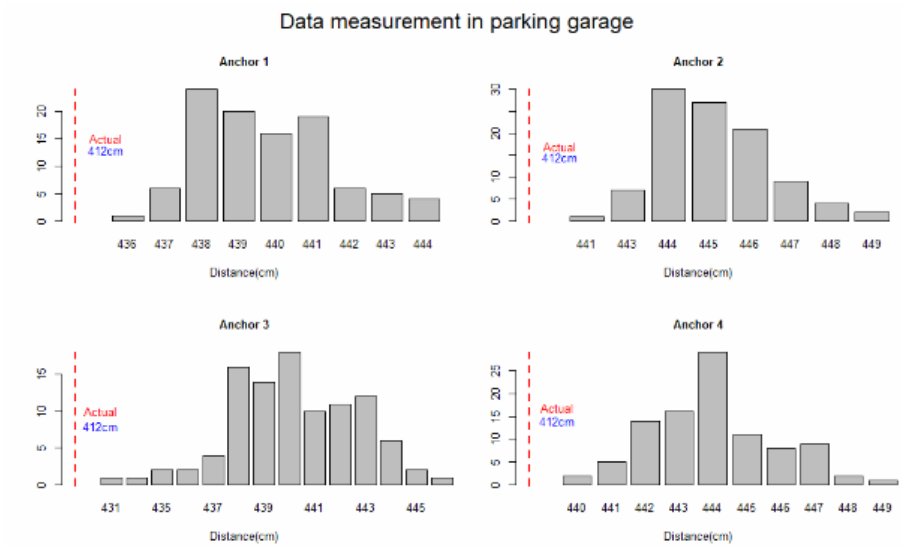 Data measurement in parking garage
Anchor 1
20
15
10
5
0
Actual
412cm
436 437 438 439 440 441 442 443 444
Distance(cm)
Anchor 2
30
20
10
5
0
Actual
412cm
441 443 444 445 446 447 448 449
Distance(cm)
Anchor 3
15
10
5
0
Actual
412cm
431 435 437 439 441 443 445
Distance(cm)
Anchor 4
25
20
15
10
5
0
Actual
412cm
440 441 442 443 444 445 446 447 448 449
Distance(cm)